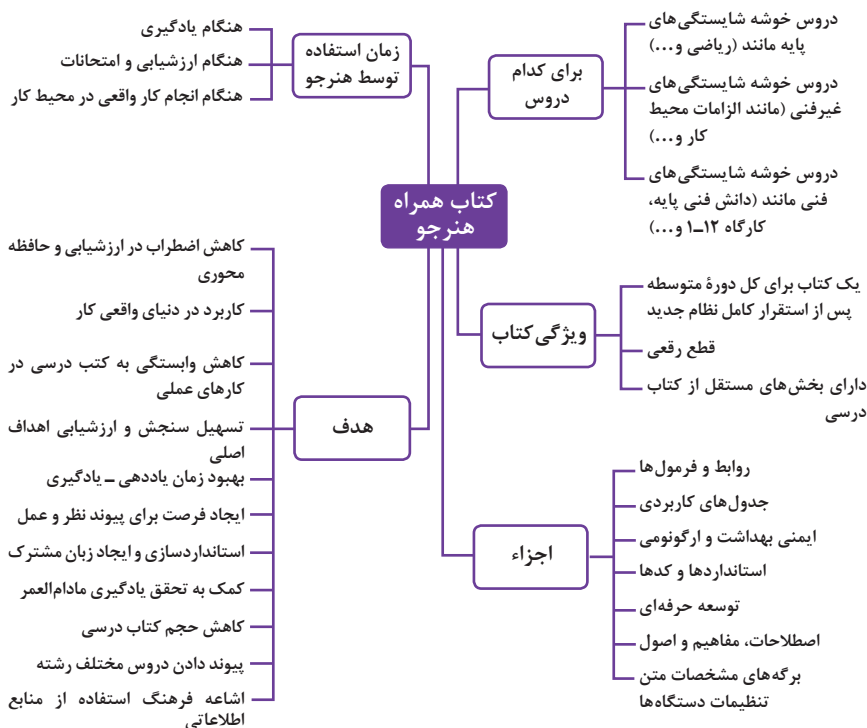 کتاب همراه
هنرجو
برای کدام
دروس
دروس خوشه شایستگی‌های
پایه مانند (ریاضی و...)
دروس خوشه شایستگی‌های
غیرفنی (مانند الزامات محیط
کار و...)
دروس خوشه شایستگی‌های
فنی مانند (دانش فنی پایه،
کارگاه ۱۲ـ۱ و...)
ویژگی کتاب
یک کتاب برای کل دورۀ متوسطه
پس از استقرار کامل نظام جدید
قطع رقعی
دارای بخش‌های مستقل از کتاب
درسی
اجزاء
روابط و فرمول‌ها
جدول‌های کاربردی
ایمنی بهداشت و ارگونومی
استانداردها و کدها
توسعه حرفه‌ای
اصطلاحات، مفاهیم و اصول
برگه‌های مشخصات متن
تنظیمات دستگاه‌ها
زمان استفاده
توسط هنرجو
هنگام یادگیری
هنگام ارزشیابی و امتحانات
هنگام انجام کار واقعی در محیط کار
هدف
کاهش اضطراب در ارزشیابی و حافظه
محوری
کاربرد در دنیای واقعی کار
کاهش وابستگی به کتب درسی در
کارهای عملی
تسهیل سنجش و ارزشیابی اهداف
اصلی
بهبود زمان یاددهی ـ یادگیری
ایجاد فرصت برای پیوند نظر و عمل
استانداردسازی و ایجاد زبان مشترک
کمک به تحقق یادگیری مادام‌العمر
کاهش حجم کتاب درسی
پیوند دادن دروس مختلف رشته
اشاعه فرهنگ استفاده از منابع
اطلاعاتی